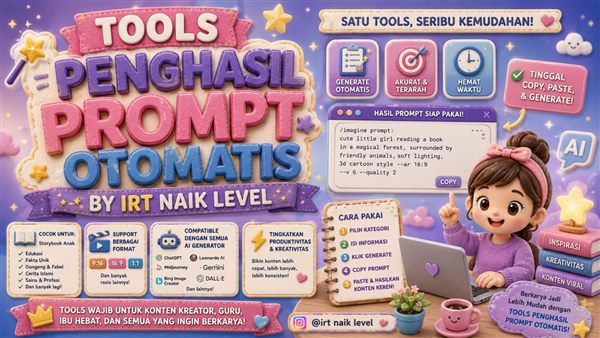 TOOLS
PENGHASIL
PROMPT
OTOMATIS
BY IRT NAIK LEVEL
SATU TOOLS, SERIBU KEMUDAHAN!
GENERATE
OTOMATIS
AKURAT &
TERARAH
HEMAT
WAKTU
TINGGAL
COPY, PASTE,
& GENERATE!
HASIL PROMPT SIAP PAKAI!
/imagine prompt:
cute little girl reading a book
in a magical forest, surrounded by
friendly animals, soft lighting,
3d cartoon style --ar 16:9
--v 6 --quality 2
COPY
AI
COCOK UNTUK:
Storybook Anak
Edukasi
Fakta Unik
Dongeng & Fabel
Cerita Islami
Sains & Profesi
Dan banyak lagi!
SUPPORT
BERBAGAI
FORMAT
9:16
16:9
1:1
Dan banyak
rasio lainnya!
COMPATIBLE
DENGAN SEMUA
AI GENERATOR
ChatGPT
Leonardo AI
Midjourney
Gemini
Bing Image
Creator
DALL-E
Dan lainnya!
TINGKATKAN
PRODUKTIVITAS
& KREATIVITAS
Bikin konten lebih
cepat, lebih banyak,
lebih konsisten!
CARA PAKAI
1 PILIH KATEGORI
2 ISI INFORMASI
3 KLIK GENERATE
4 COPY PROMPT
5 PASTE & HASILKAN
KONTEN KEREN!
INSPIRASI
KREATIVITAS
KONTEN VIRAL
TOOLS WAJIB UNTUK KONTEN KREATOR, GURU,
IBU HEBAT, DAN SEMUA YANG INGIN BERKARYA!
@irt naik level
Berkarya Jadi
Lebih Mudah dengan
TOOLS PENGHASIL
PROMPT OTOMATIS!